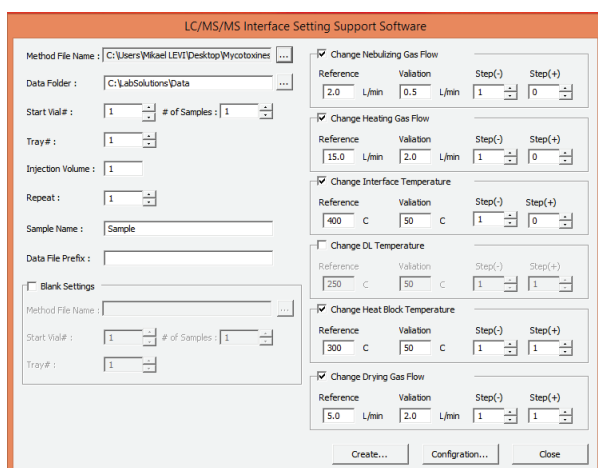 LC/MS/MS Interface Setting Support Software
Method File Name : C:\Users\Mikael LEVI\Desktop\Mycotoxines ...
Data Folder : C:\LabSolutions\Data ...
Start Vial# : 1 # of Samples : 1
Tray# : 1
Injection Volume : 1
Repeat : 1
Sample Name : Sample
Data File Prefix :
Blank Settings
Method File Name : ...
Start Vial# : 1 # of Samples : 1
Tray# : 1
Change Nebulizing Gas Flow
Reference Valiation Step(-) Step(+)
2.0 L/min 0.5 L/min 1 0
Change Heating Gas Flow
Reference Valiation Step(-) Step(+)
15.0 L/min 2.0 L/min 1 0
Change Interface Temperature
Reference Valiation Step(-) Step(+)
400 C 50 C 1 0
Change DL Temperature
Reference Valiation Step(-) Step(+)
250 C 50 C 1 1
Change Heat Block Temperature
Reference Valiation Step(-) Step(+)
300 C 50 C 1 1
Change Drying Gas Flow
Reference Valiation Step(-) Step(+)
5.0 L/min 2.0 L/min 1 1
Create... Configration... Close